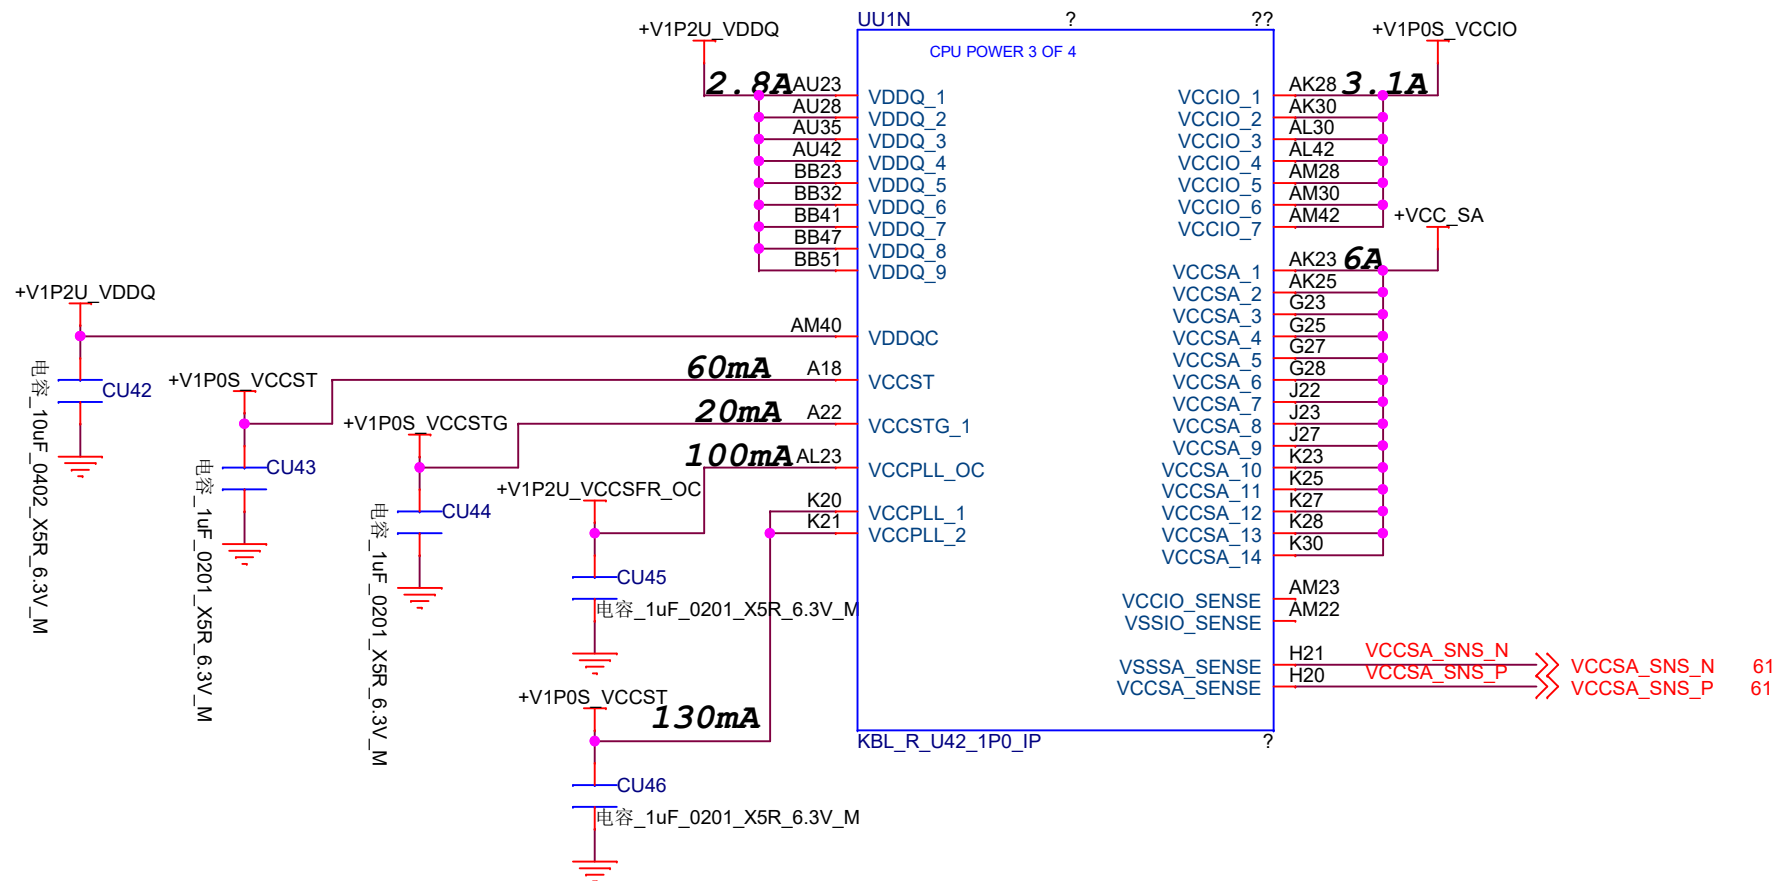 UU1N ? ??
CPU POWER 3 OF 4
+V1P2U_VDDQ
2.8A
AU23 VDDQ_1
AU28 VDDQ_2
AU35 VDDQ_3
AU42 VDDQ_4
BB23 VDDQ_5
BB32 VDDQ_6
BB41 VDDQ_7
BB47 VDDQ_8
BB51 VDDQ_9
+V1P2U_VDDQ
AM40 VDDQC
CU42
电容_10uF_0402_X5R_6.3V_M
+V1P0S_VCCST
60mA A18 VCCST
CU43
电容_1uF_0201_X5R_6.3V_M
+V1P0S_VCCSTG
20mA A22 VCCSTG_1
CU44
电容_1uF_0201_X5R_6.3V_M
+V1P2U_VCCSFR_OC
100mA AL23 VCCPLL_OC
CU45
电容_1uF_0201_X5R_6.3V_M
K20 VCCPLL_1
K21 VCCPLL_2
+V1P0S_VCCST
130mA
CU46
电容_1uF_0201_X5R_6.3V_M
+V1P0S_VCCIO
3.1A
VCCIO_1 AK28
VCCIO_2 AK30
VCCIO_3 AL30
VCCIO_4 AL42
VCCIO_5 AM28
VCCIO_6 AM30
VCCIO_7 AM42
+VCC_SA
6A
VCCSA_1 AK23
VCCSA_2 AK25
VCCSA_3 G23
VCCSA_4 G25
VCCSA_5 G27
VCCSA_6 G28
VCCSA_7 J22
VCCSA_8 J23
VCCSA_9 J27
VCCSA_10 K23
VCCSA_11 K25
VCCSA_12 K27
VCCSA_13 K28
VCCSA_14 K30
VCCIO_SENSE AM23
VSSIO_SENSE AM22
VSSSA_SENSE H21 VCCSA_SNS_N VCCSA_SNS_N 61
VCCSA_SENSE H20 VCCSA_SNS_P VCCSA_SNS_P 61
KBL_R_U42_1P0_IP ?